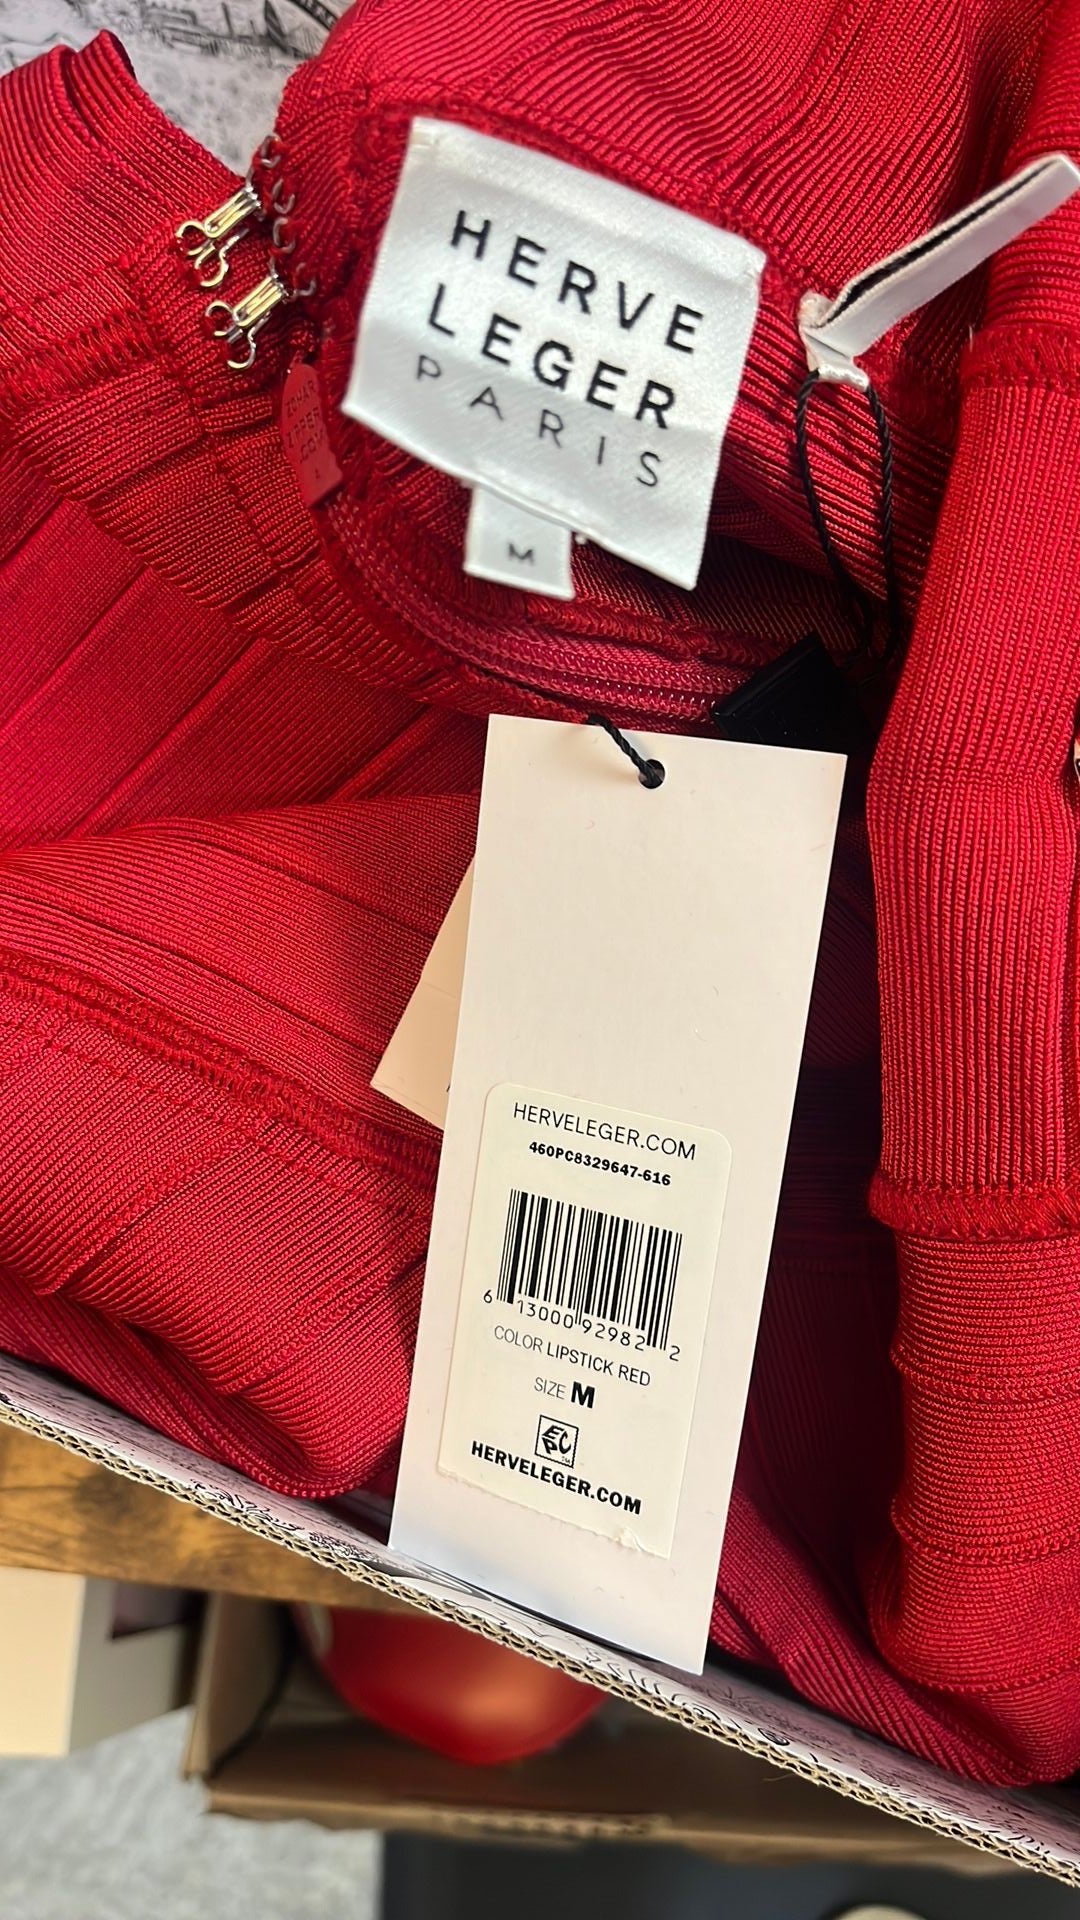 HERVE
LEGER
PARIS
M
HERVELEGER.COM
460PC8329647-616
6 13000 92982 2
COLOR LIPSTICK RED
SIZE M
HERVELEGER.COM